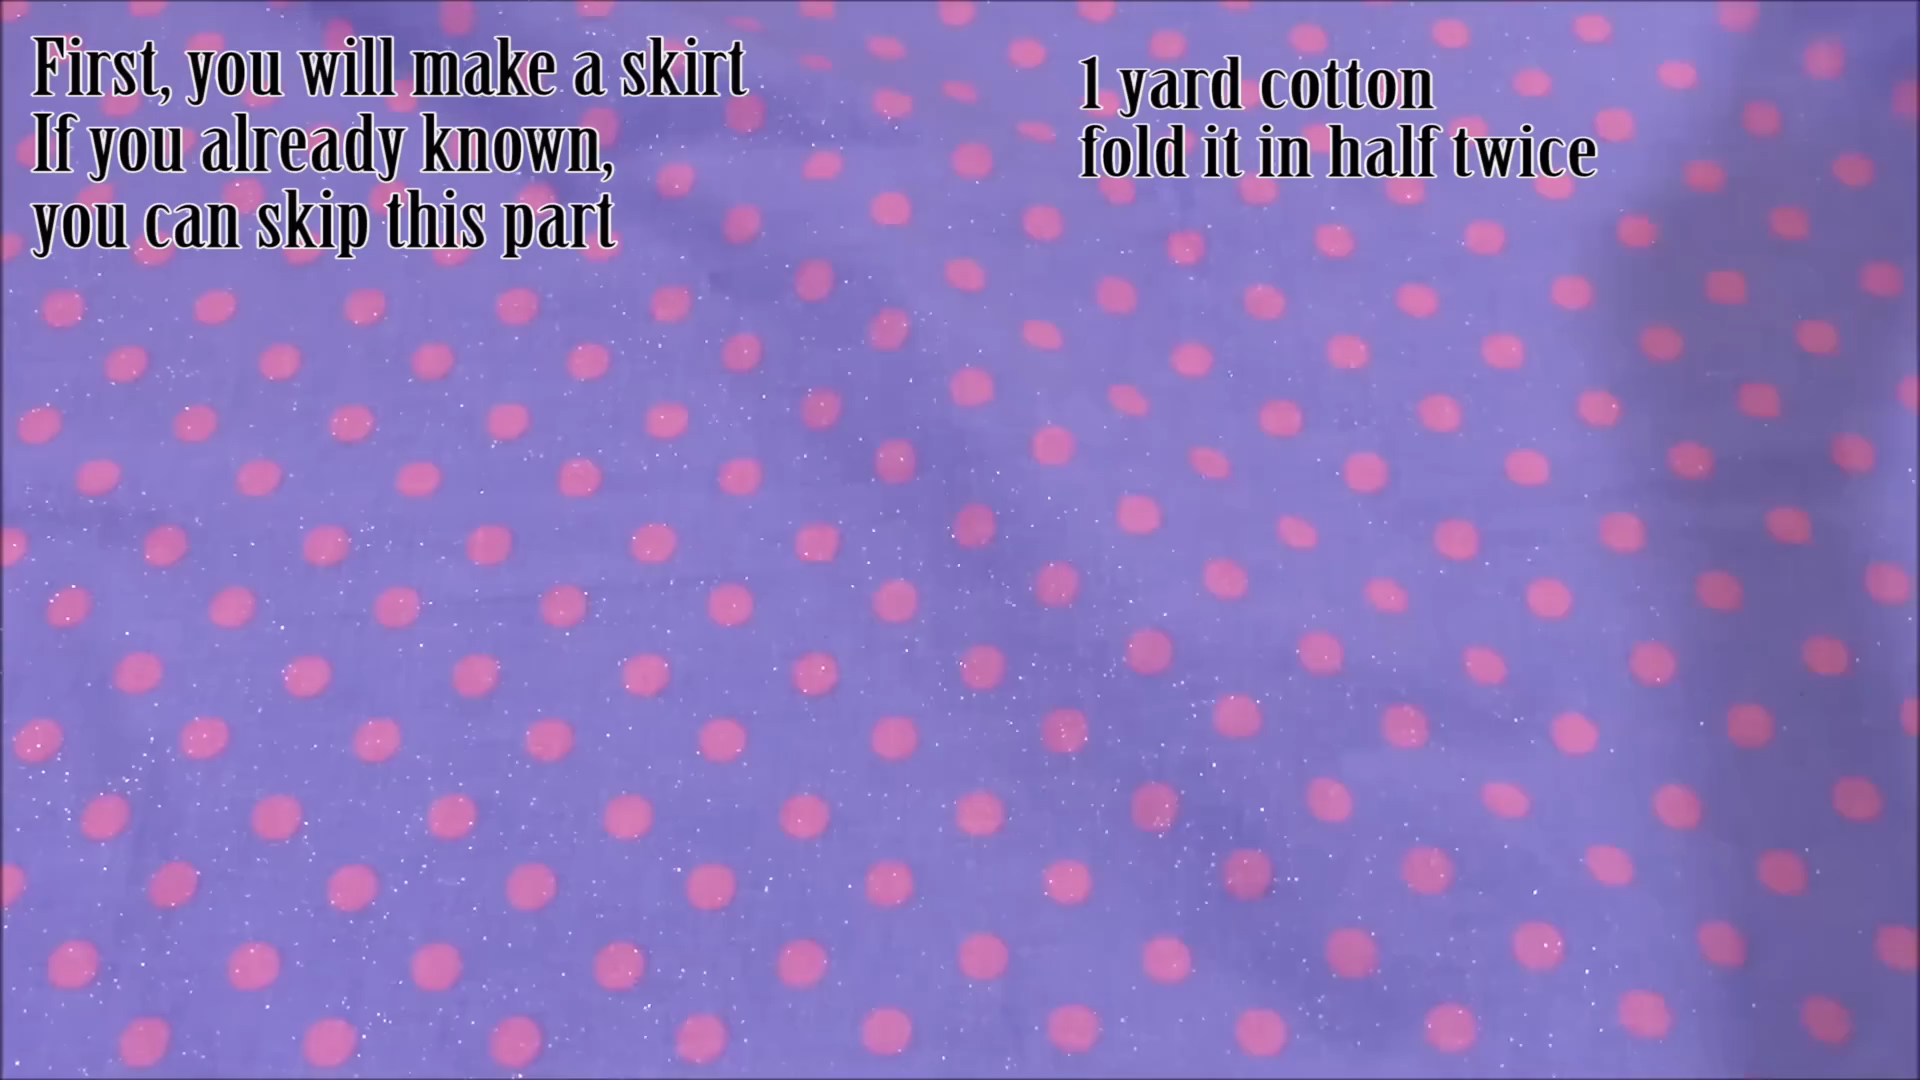 First, you will make a skirt
If you already known,
you can skip this part
1 yard cotton
fold it in half twice